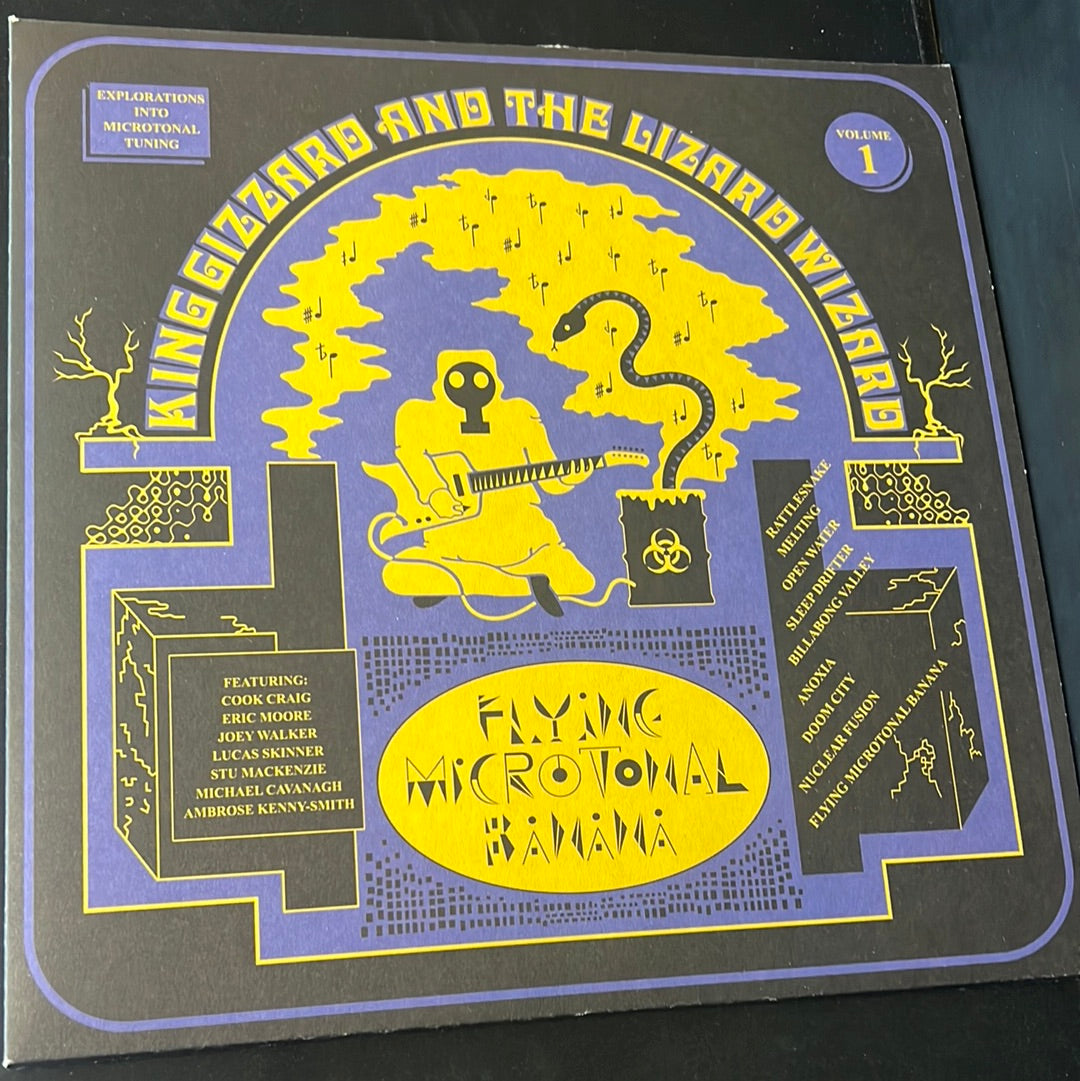 EXPLORATIONS
INTO
MICROTONAL
TUNING
KING GIZZARD AND THE LIZARD WIZARD
VOLUME
1
RATTLESNAKE
MELTING
OPEN WATER
SLEEP DRIFTER
BILLABONG VALLEY
ANOXIA
DOOM CITY
NUCLEAR FUSION
FLYING MICROTONAL BANANA
FEATURING:
COOK CRAIG
ERIC MOORE
JOEY WALKER
LUCAS SKINNER
STU MACKENZIE
MICHAEL CAVANAGH
AMBROSE KENNY-SMITH
FLYING
MICROTONAL
BANANA